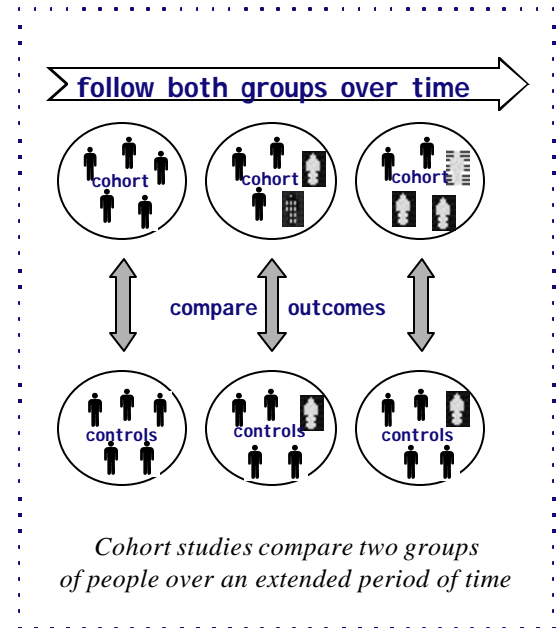 follow both groups over time
cohort cohort cohort
compare outcomes
controls controls controls
Cohort studies compare two groups
of people over an extended period of time